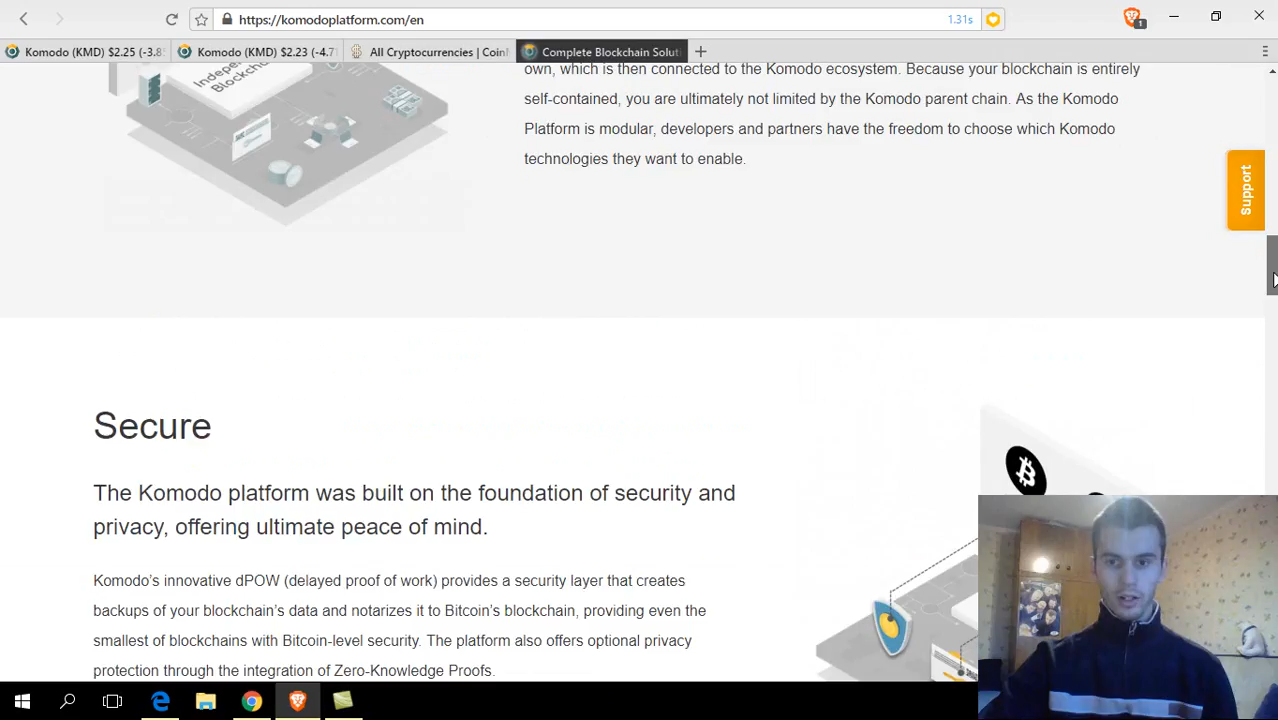 https://komodoplatform.com/en
1.31s
1
Komodo (KMD) $2.25 (-3.8
Komodo (KMD) $2.23 (-4.7
All Cryptocurrencies | Coin
Complete Blockchain Soluti
Independ
Blockch
own, which is then connected to the Komodo ecosystem. Because your blockchain is entirely
self-contained, you are ultimately not limited by the Komodo parent chain. As the Komodo
Platform is modular, developers and partners have the freedom to choose which Komodo
technologies they want to enable.
Support
Secure
The Komodo platform was built on the foundation of security and
privacy, offering ultimate peace of mind.
Komodo’s innovative dPOW (delayed proof of work) provides a security layer that creates
backups of your blockchain’s data and notarizes it to Bitcoin’s blockchain, providing even the
smallest of blockchains with Bitcoin-level security. The platform also offers optional privacy
protection through the integration of Zero-Knowledge Proofs.